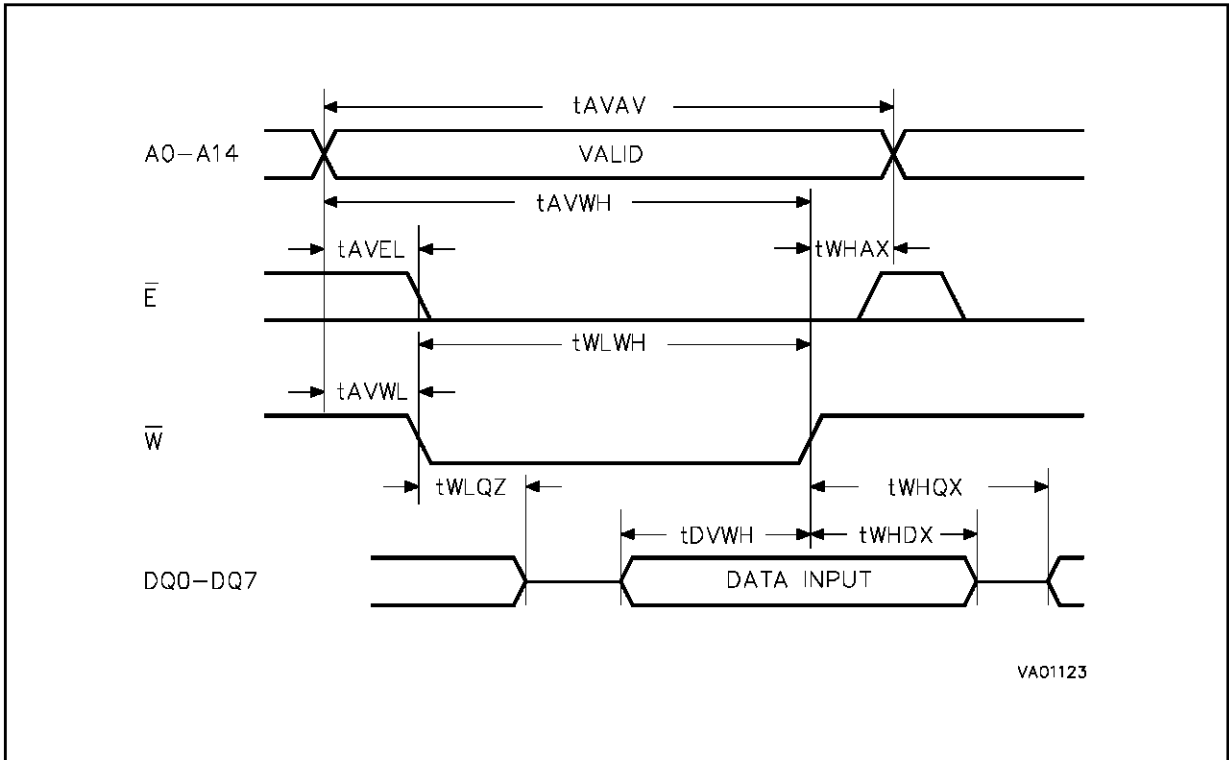 tAVAV
A0-A14
VALID
tAVWH
tAVEL
tWHAX
E̅
tWLWH
tAVWL
W̅
tWLQZ
tWHQX
tDVWH
tWHDX
DQ0-DQ7
DATA INPUT
VA01123